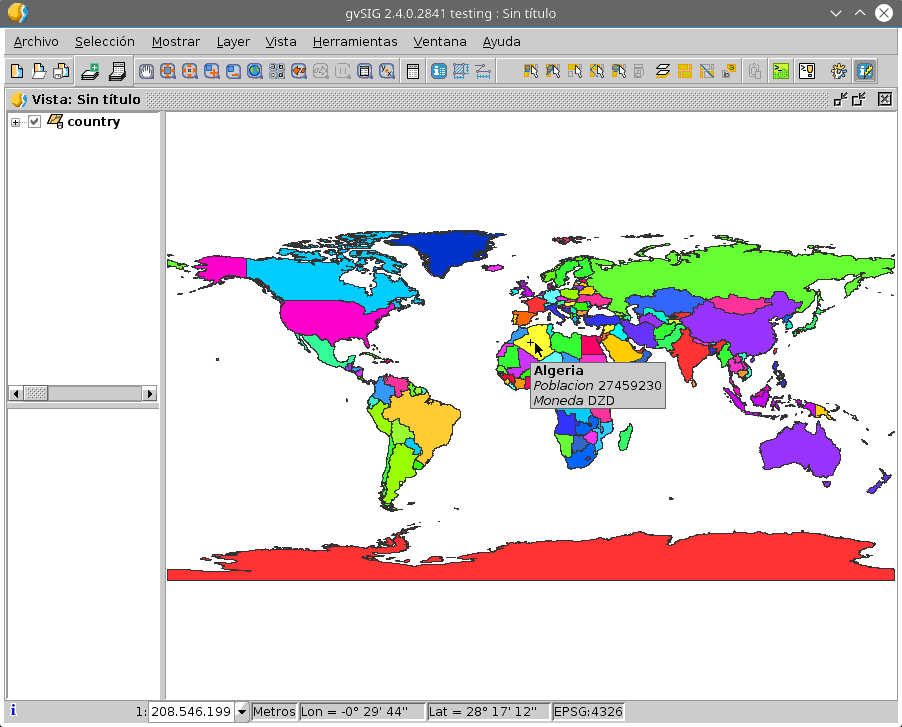 gvSIG 2.4.0.2841 testing : Sin título
Archivo Selección Mostrar Layer Vista Herramientas Ventana Ayuda
Vista: Sin título
country
Algeria
Poblacion 27459230
Moneda DZD
1: 208.546.199 Metros Lon = -0° 29' 44'' Lat = 28° 17' 12'' EPSG:4326